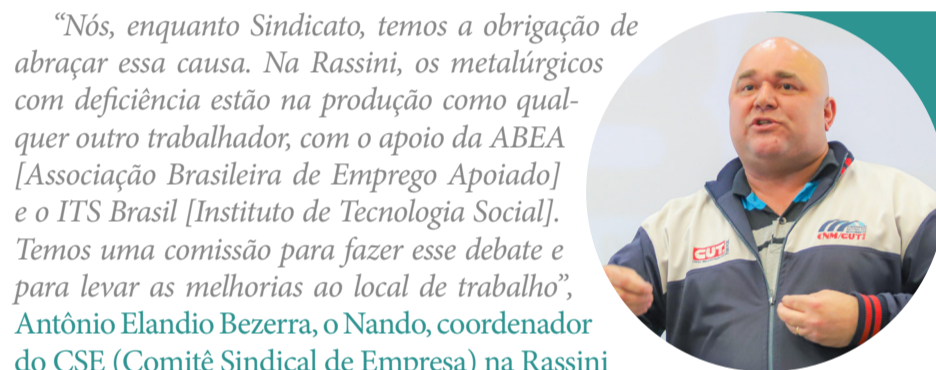 “Nós, enquanto Sindicato, temos a obrigação de
abraçar essa causa. Na Rassini, os metalúrgicos
com deficiência estão na produção como qual-
quer outro trabalhador, com o apoio da ABEA
[Associação Brasileira de Emprego Apoiado]
e o ITS Brasil [Instituto de Tecnologia Social].
Temos uma comissão para fazer esse debate e
para levar as melhorias ao local de trabalho”,
Antônio Elandio Bezerra, o Nando, coordenador
do CSE (Comitê Sindical de Empresa) na Rassini
CUT
CNM/CUT